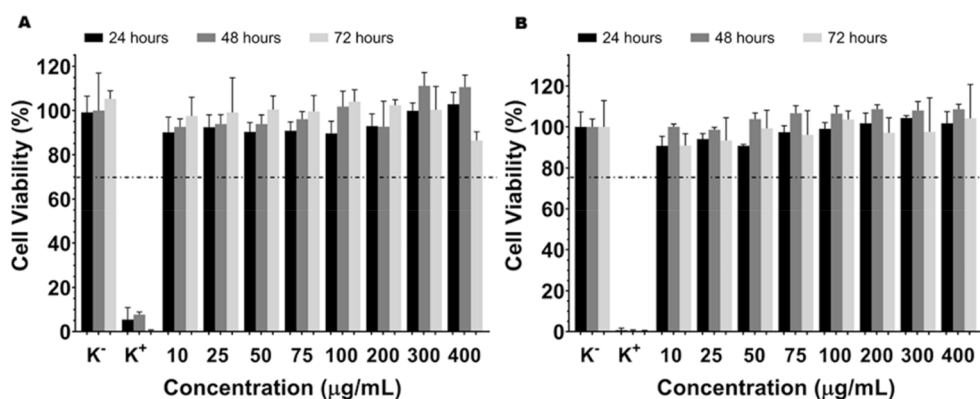 A
24 hours 48 hours 72 hours
Cell Viability (%)
120
100
80
60
40
20
0
K⁻ K⁺ 10 25 50 75 100 200 300 400
Concentration (μg/mL)
B
24 hours 48 hours 72 hours
Cell Viability (%)
120
100
80
60
40
20
0
K⁻ K⁺ 10 25 50 75 100 200 300 400
Concentration (μg/mL)